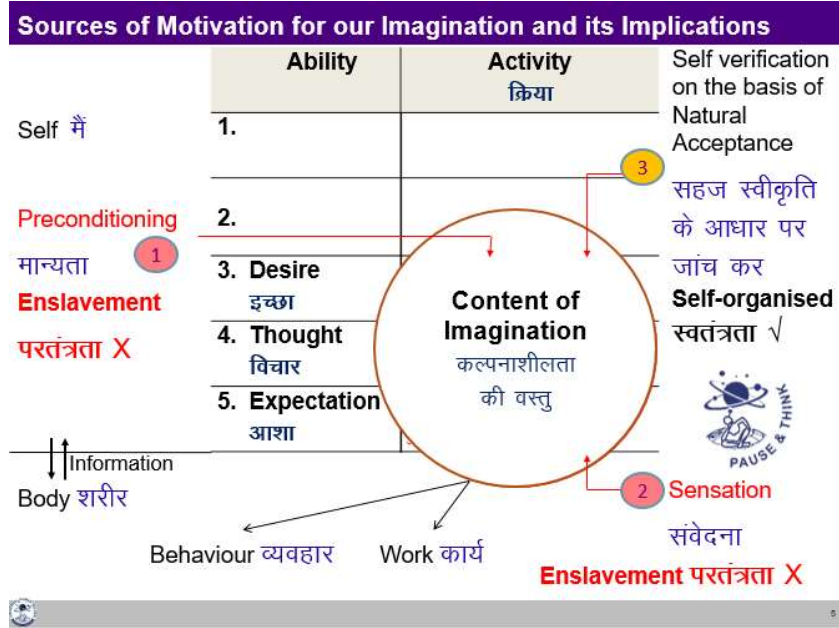 Sources of Motivation for our Imagination and its Implications
Ability
Activity
क्रिया
Self verification
on the basis of
Natural
Acceptance
3
सहज स्वीकृति
के आधार पर
जांच कर
Self-organised
स्वतंत्रता √
Self मैं
1.
Preconditioning
2.
मान्यता
1
Enslavement
परतंत्रता X
3. Desire
इच्छा
4. Thought
विचार
5. Expectation
आशा
Content of
Imagination
कल्पनाशीलता
की वस्तु
PAUSE & THINK
Information
Body शरीर
2 Sensation
संवेदना
Behaviour व्यवहार
Work कार्य
Enslavement परतंत्रता X